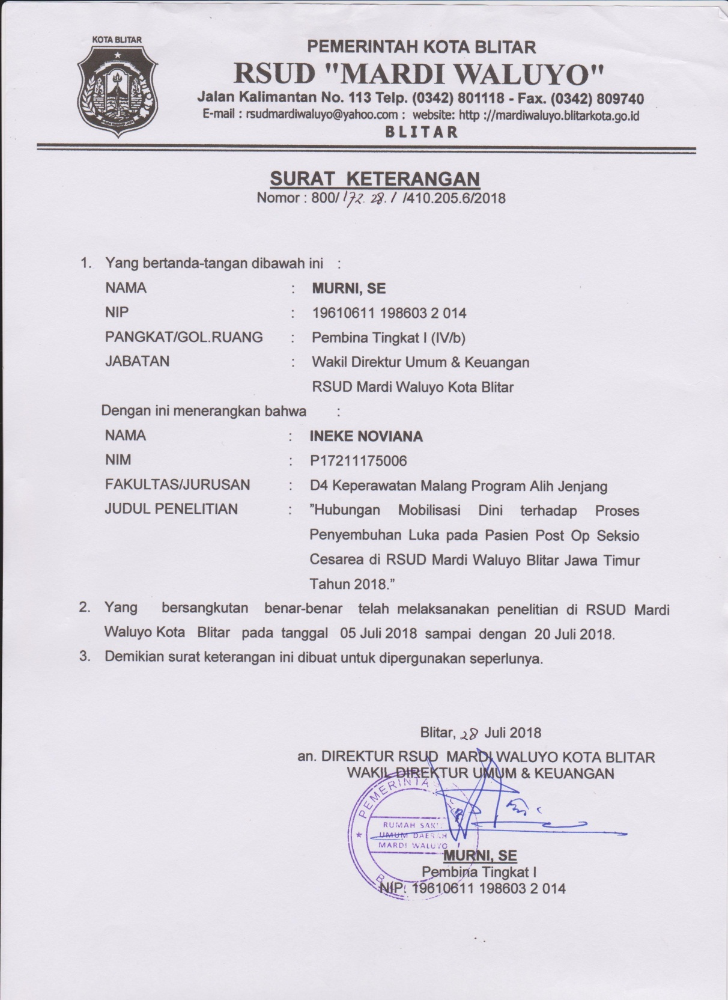 KOTA BLITAR
PEMERINTAH KOTA BLITAR
RSUD "MARDI WALUYO"
Jalan Kalimantan No. 113 Telp. (0342) 801118 - Fax. (0342) 809740
E-mail : rsudmardiwaluyo@yahoo.com : website: http ://mardiwaluyo.blitarkota.go.id
BLITAR
SURAT KETERANGAN
Nomor : 800/172.28.1/410.205.6/2018
1. Yang bertanda-tangan dibawah ini :
NAMA : MURNI, SE
NIP : 19610611 198603 2 014
PANGKAT/GOL.RUANG : Pembina Tingkat I (IV/b)
JABATAN : Wakil Direktur Umum & Keuangan
RSUD Mardi Waluyo Kota Blitar
Dengan ini menerangkan bahwa :
NAMA : INEKE NOVIANA
NIM : P17211175006
FAKULTAS/JURUSAN : D4 Keperawatan Malang Program Alih Jenjang
JUDUL PENELITIAN : ”Hubungan Mobilisasi Dini terhadap Proses
Penyembuhan Luka pada Pasien Post Op Seksio
Cesarea di RSUD Mardi Waluyo Blitar Jawa Timur
Tahun 2018.”
2. Yang bersangkutan benar-benar telah melaksanakan penelitian di RSUD Mardi
Waluyo Kota Blitar pada tanggal 05 Juli 2018 sampai dengan 20 Juli 2018.
3. Demikian surat keterangan ini dibuat untuk dipergunakan seperlunya.
Blitar, 28 Juli 2018
an. DIREKTUR RSUD MARDI WALUYO KOTA BLITAR
WAKIL DIREKTUR UMUM & KEUANGAN
RUMAH SAKIT
UMUM DAERAH
MARDI WALUYO
MURNI, SE
Pembina Tingkat I
NIP. 19610611 198603 2 014